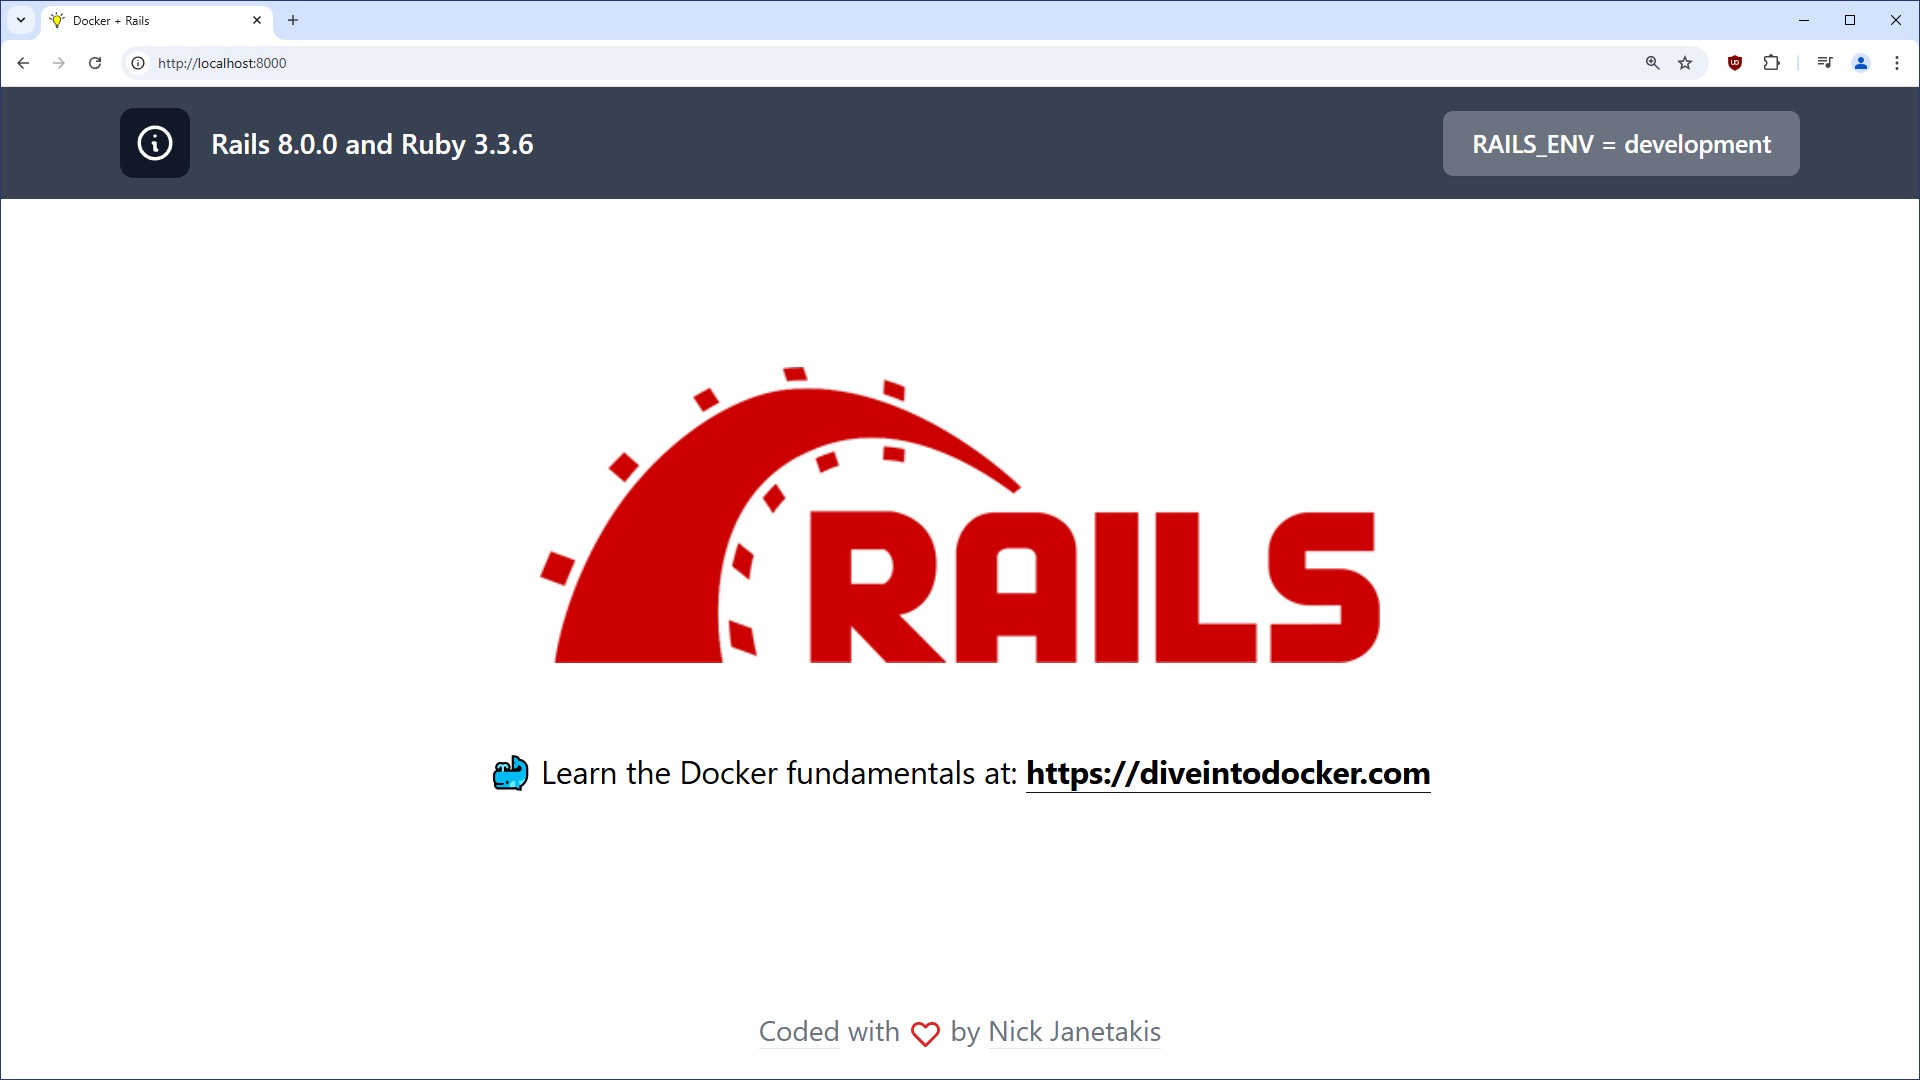 Docker + Rails
http://localhost:8000
Rails 8.0.0 and Ruby 3.3.6
RAILS_ENV = development
RAILS
Learn the Docker fundamentals at: https://diveintodocker.com
Coded with by Nick Janetakis